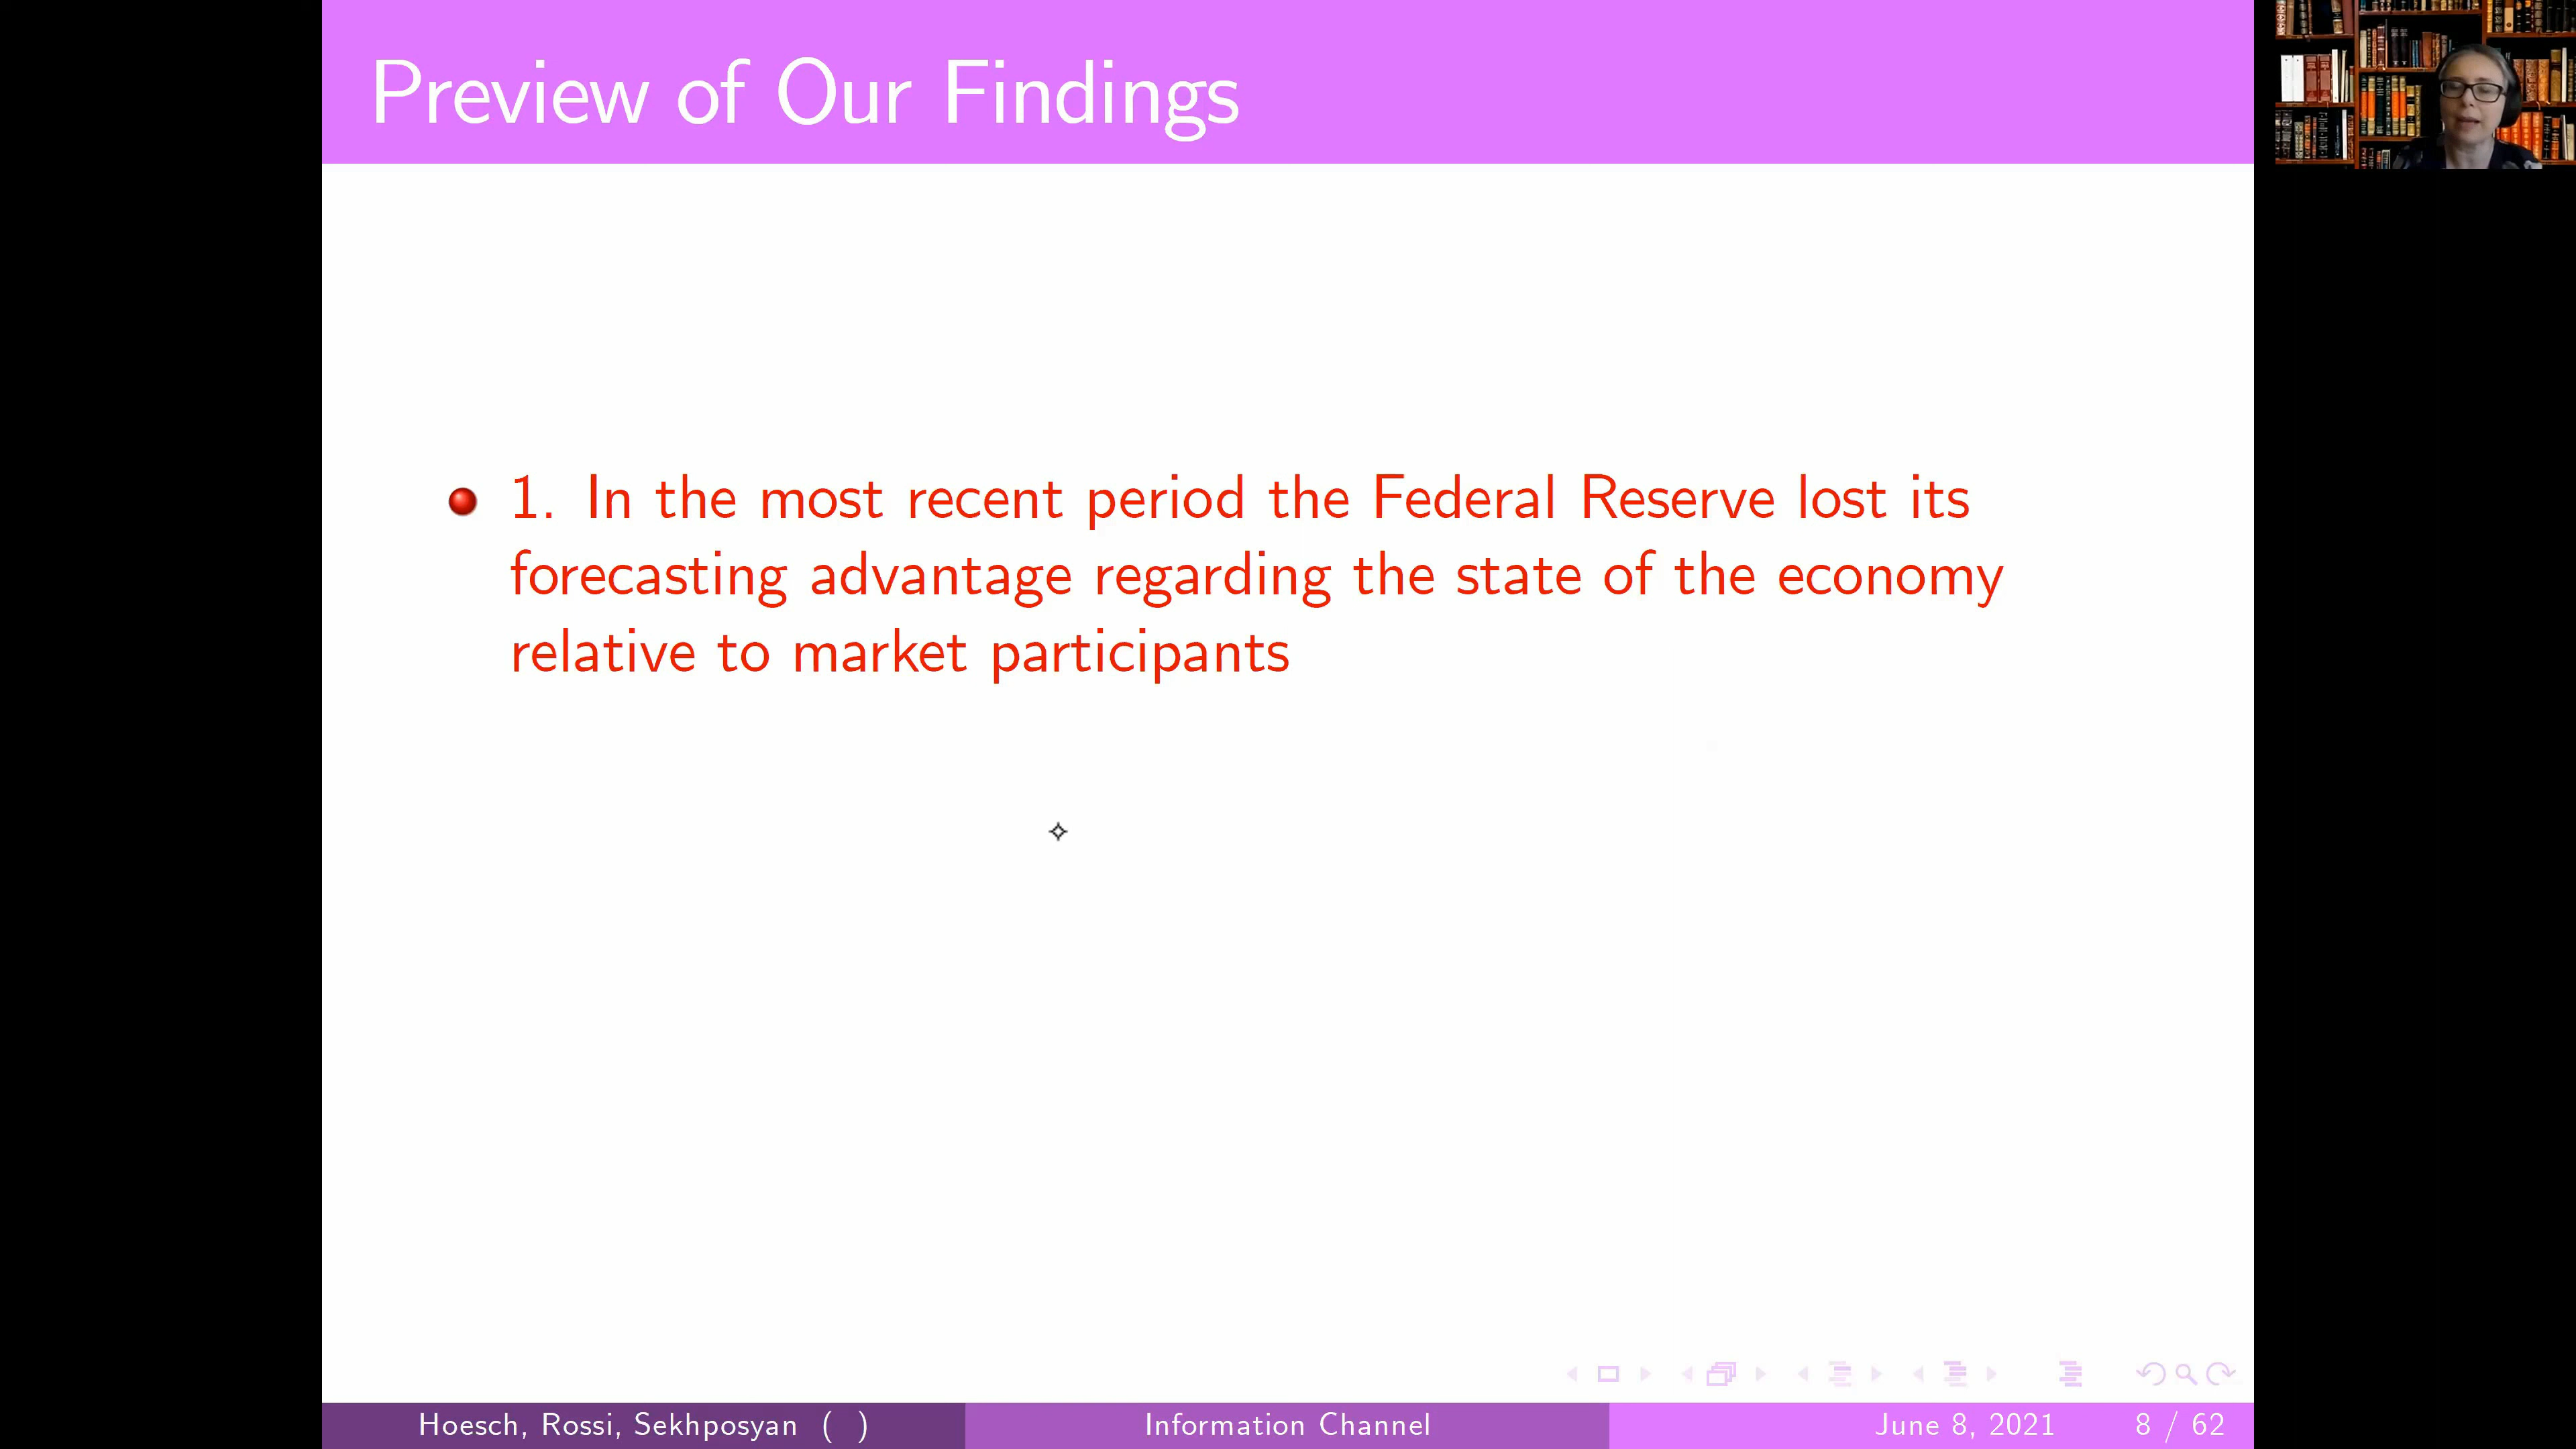 Preview of Our Findings
1. In the most recent period the Federal Reserve lost its
forecasting advantage regarding the state of the economy
relative to market participants
Hoesch, Rossi, Sekhposyan ( )
Information Channel
June 8, 2021
8 / 62